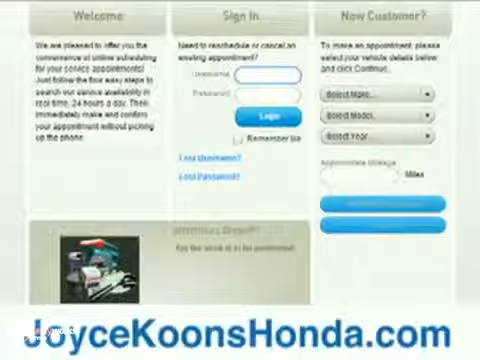 Welcome
We are pleased to offer you the
convenience of online scheduling
for your service appointments!
Just follow the four easy steps to
search our service availability in
real-time, 24 hours a day. Then
immediately make and confirm
your appointment without picking
up the phone.
Sign In
Need to reschedule or cancel an
existing appointment?
Username
Password
Login
Remember Me
Lost Username?
Lost Password?
New Customer?
To make an appointment, please
select your vehicle details below
and click Continue.
Select Make...
Select Model...
Select Year...
Approximate Mileage
Miles
JoyceKoonsHonda.com